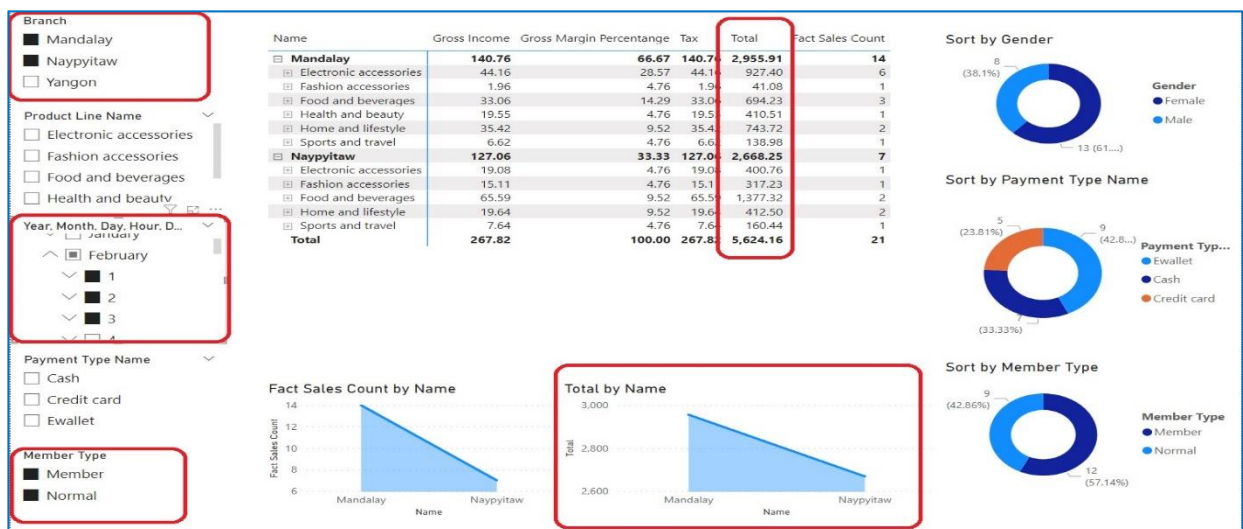 Branch
Mandalay
Naypyitaw
Yangon
Product Line Name
Electronic accessories
Fashion accessories
Food and beverages
Health and beauty
Year, Month, Day, Hour, D...
January
February
1
2
3
4
Payment Type Name
Cash
Credit card
Ewallet
Member Type
Member
Normal
Name Gross Income Gross Margin Percentange Tax Total Fact Sales Count
Mandalay 140.76 66.67 140.76 2,955.91 14
Electronic accessories 44.16 28.57 44.16 927.40 6
Fashion accessories 1.96 4.76 1.96 41.08 1
Food and beverages 33.06 14.29 33.06 694.23 3
Health and beauty 19.55 4.76 19.55 410.51 1
Home and lifestyle 35.42 9.52 35.42 743.72 2
Sports and travel 6.62 4.76 6.62 138.98 1
Naypyitaw 127.06 33.33 127.06 2,668.25 7
Electronic accessories 19.08 4.76 19.08 400.76 1
Fashion accessories 15.11 4.76 15.1 317.23 1
Food and beverages 65.59 9.52 65.59 1,377.32 2
Home and lifestyle 19.64 9.52 19.64 412.50 2
Sports and travel 7.64 4.76 7.64 160.44 1
Total 267.82 100.00 267.82 5,624.16 21
Fact Sales Count by Name
14
12
10
8
6
Fact Sales Count
Mandalay Naypyitaw
Name
Total by Name
3,000
2,800
2,600
Total
Mandalay Naypyitaw
Name
Sort by Gender
8
(38.1%)
13 (61....)
Gender
Female
Male
Sort by Payment Type Name
5
(23.81%)
9
(42.8...)
7
(33.33%)
Payment Typ...
Ewallet
Cash
Credit card
Sort by Member Type
9
(42.86%)
12
(57.14%)
Member Type
Member
Normal